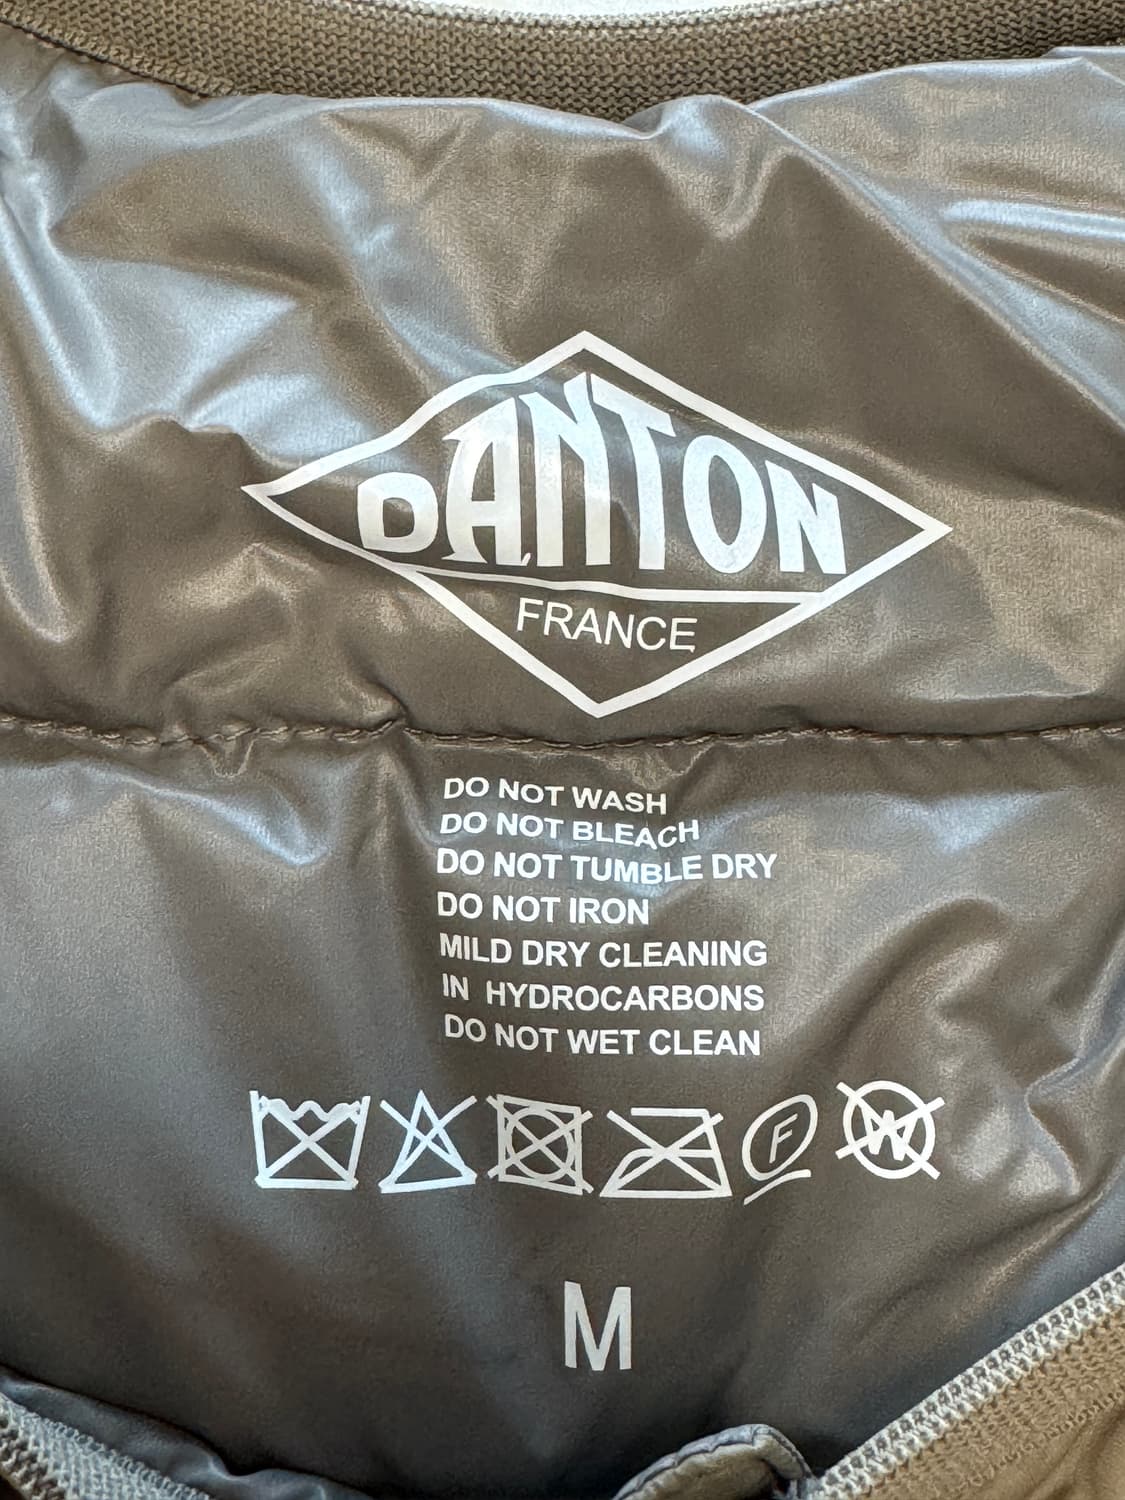 DANTON
FRANCE
DO NOT WASH
DO NOT BLEACH
DO NOT TUMBLE DRY
DO NOT IRON
MILD DRY CLEANING
IN HYDROCARBONS
DO NOT WET CLEAN
F W
M